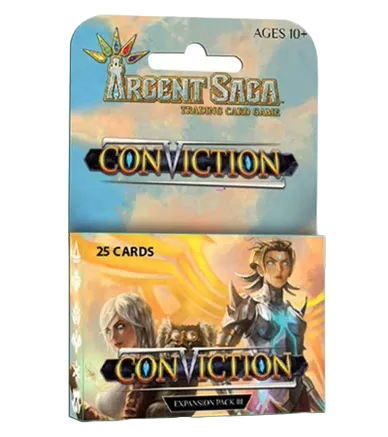 AGES 10+
ARGENT SAGA
TRADING CARD GAME
CONVICTION
25 CARDS
CONVICTION
EXPANSION PACK III